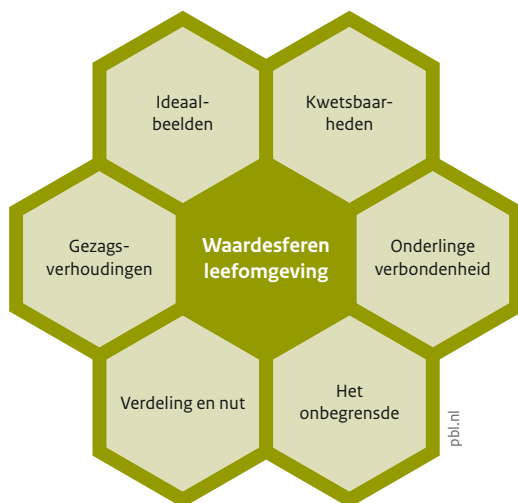 Ideaal-
beelden
Kwetsbaar-
heden
Gezags-
verhoudingen
Waardesferen
leefomgeving
Onderlinge
verbondenheid
Verdeling en nut
Het
onbegrensde
pbl.nl